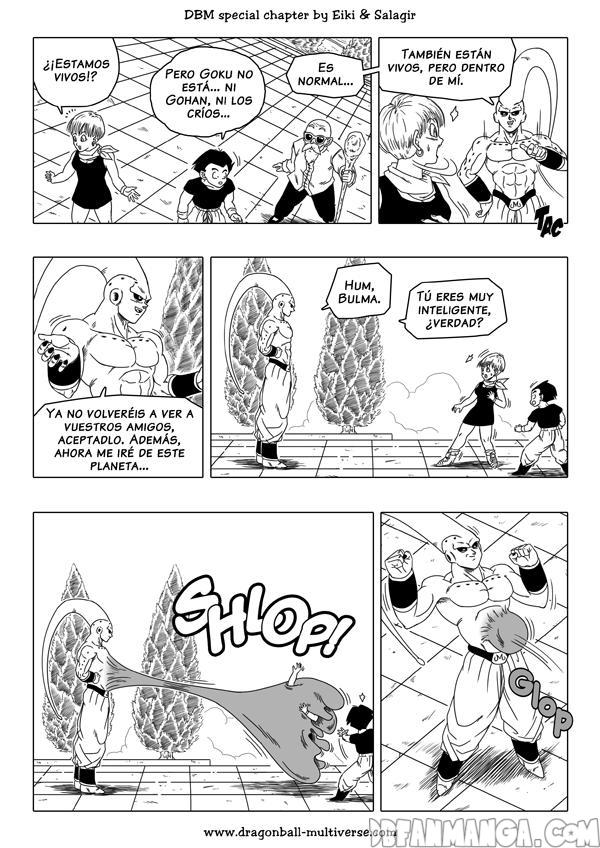 DBM special chapter by Eiki & Salagir
¿¡Estamos
vivos!?
Pero Goku no
está... ni
Gohan, ni los
críos...
Es
normal...
También están
vivos, pero dentro
de mí.
TAC
Ya no volveréis a ver a
vuestros amigos,
aceptadlo. Además,
ahora me iré de este
planeta...
Hum,
Bulma.
Tú eres muy
inteligente,
¿verdad?
SHLOP!
GLOP
www.dragonball-multiverse.com
DBFANMANGA.COM